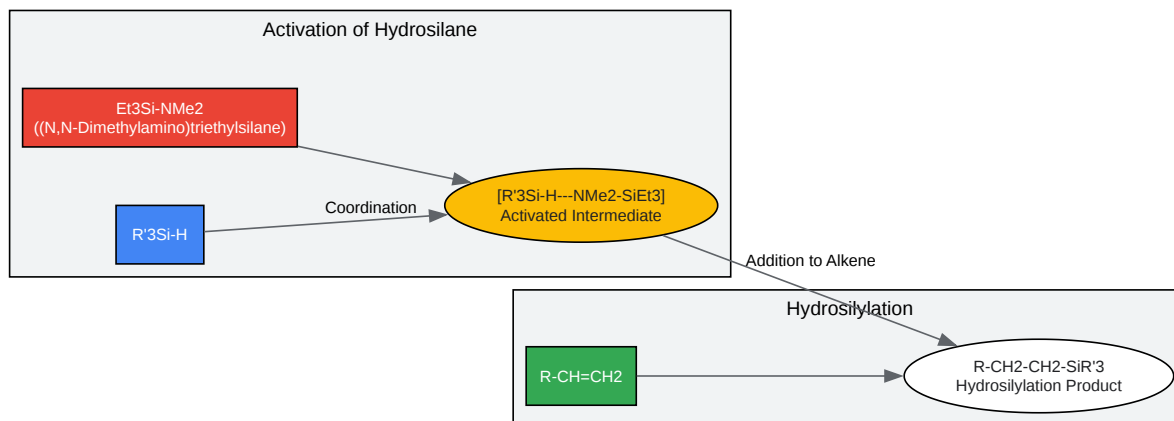 Activation of Hydrosilane
Et3Si-NMe2
((N,N-Dimethylamino)triethylsilane)
R'3Si-H
Coordination
[R'3Si-H---NMe2-SiEt3]
Activated Intermediate
Addition to Alkene
Hydrosilylation
R-CH=CH2
R-CH2-CH2-SiR'3
Hydrosilylation Product